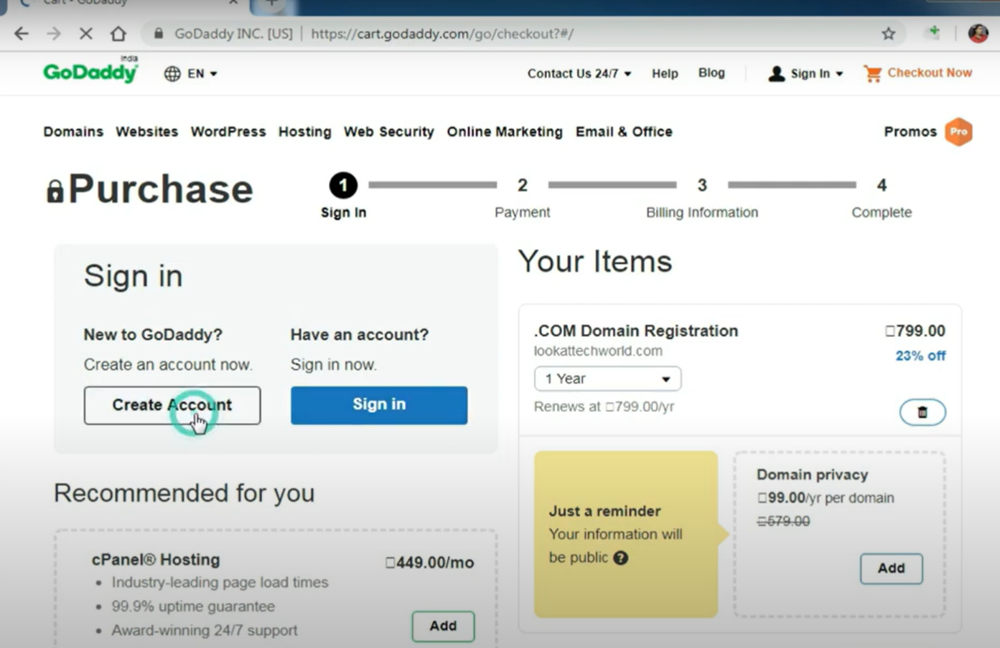 Cart - GoDaddy
GoDaddy INC. [US] | https://cart.godaddy.com/go/checkout?#/
India
GoDaddy
EN
Contact Us 24/7 Help Blog Sign In Checkout Now
Domains Websites WordPress Hosting Web Security Online Marketing Email & Office
Promos Pro
Purchase
1 2 3 4
Sign In Payment Billing Information Complete
Sign in
New to GoDaddy?
Create an account now.
Create Account
Have an account?
Sign in now.
Sign in
Recommended for you
cPanel® Hosting
▯449.00/mo
• Industry-leading page load times
• 99.9% uptime guarantee
• Award-winning 24/7 support
Add
Your Items
.COM Domain Registration
▯799.00
lookattechworld.com
23% off
1 Year
Renews at ▯799.00/yr
Just a reminder
Your information will
be public ?
Domain privacy
▯99.00/yr per domain
▯579.00
Add